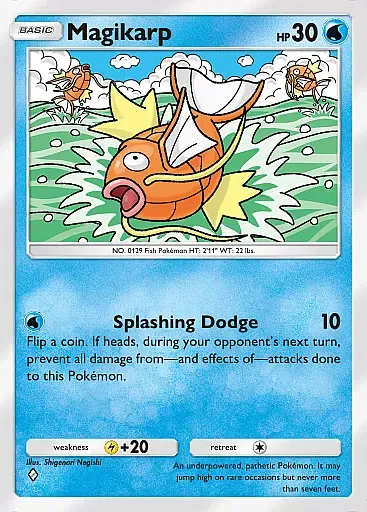 BASIC Magikarp HP 30
NO. 0129 Fish Pokémon HT: 2'11" WT: 22 lbs.
Splashing Dodge 10
Flip a coin. If heads, during your opponent's next turn,
prevent all damage from—and effects of—attacks done
to this Pokémon.
weakness +20 retreat
Illus. Shigenori Negishi
An underpowered, pathetic Pokémon. It may
jump high on rare occasions but never more
than seven feet.